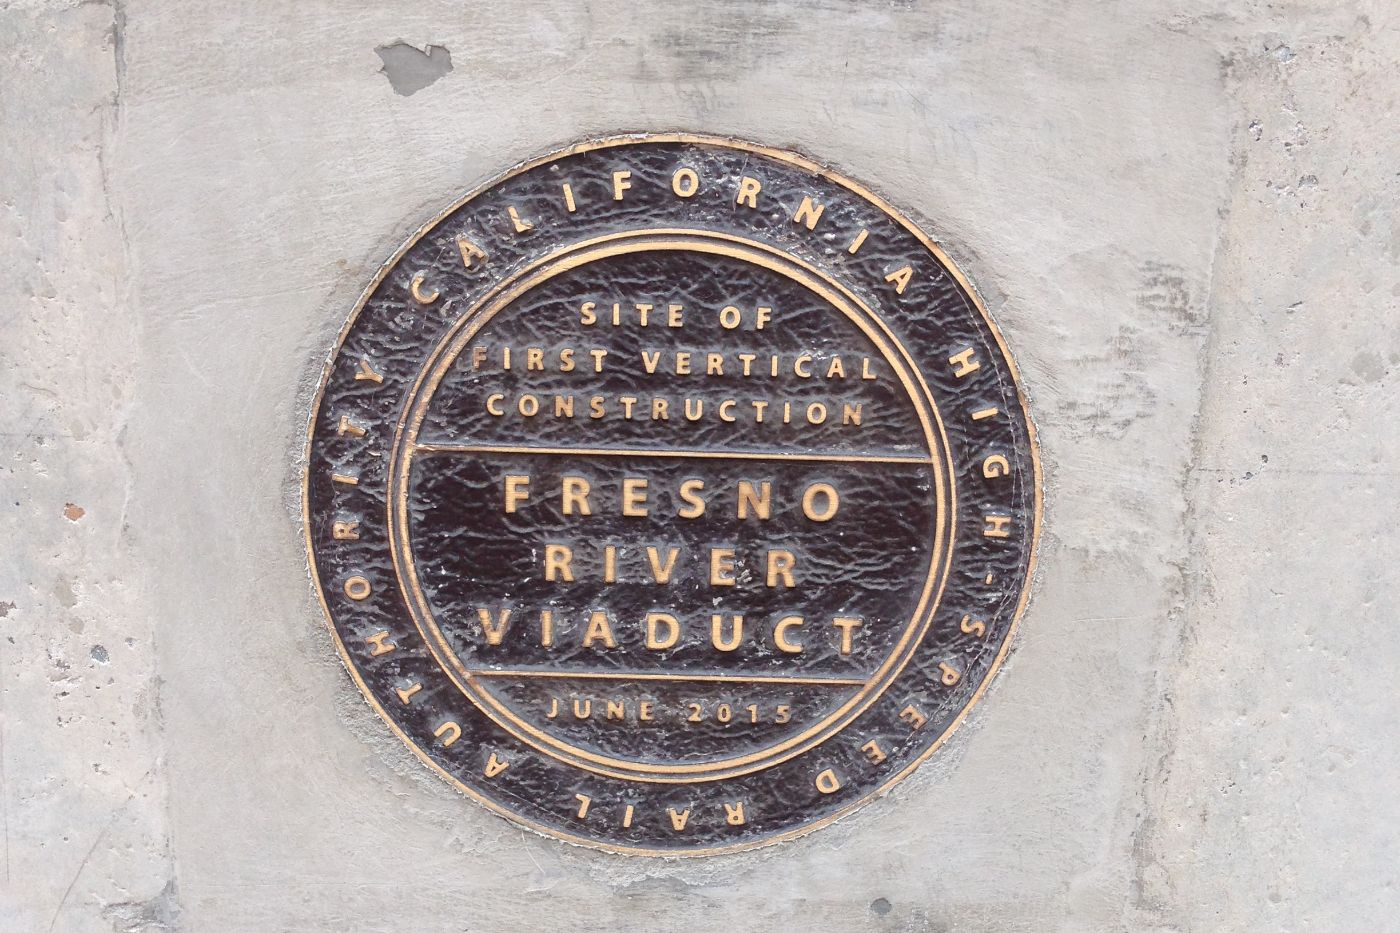 CALIFORNIA HIGH-SPEED RAIL AUTHORITY
SITE OF
FIRST VERTICAL
CONSTRUCTION
FRESNO
RIVER
VIADUCT
JUNE 2015